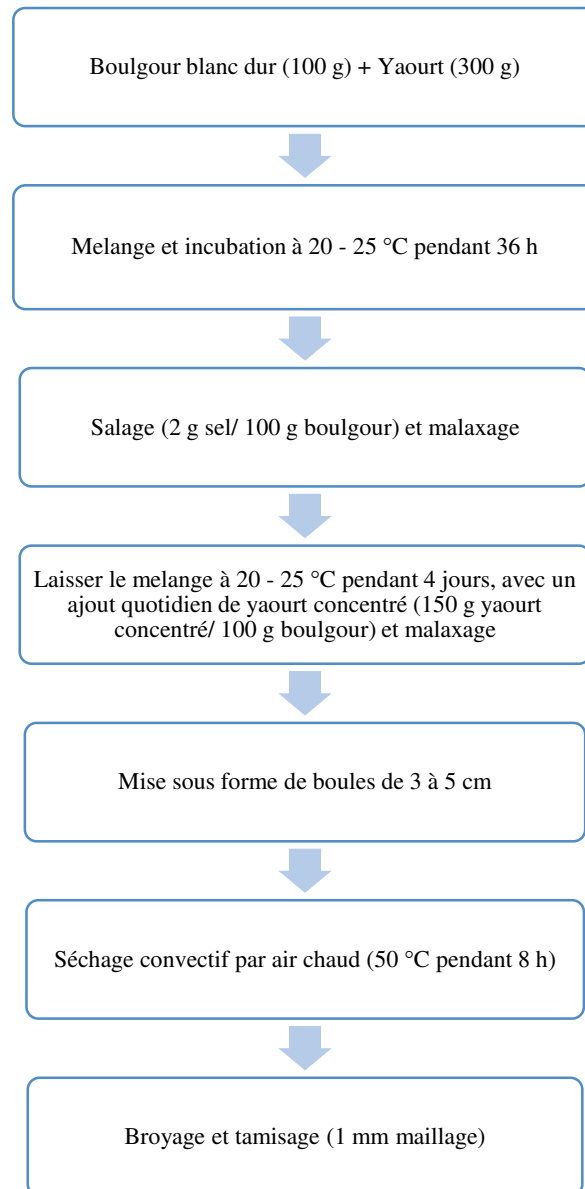 Boulgour blanc dur (100 g) + Yaourt (300 g)
Melange et incubation à 20 - 25 °C pendant 36 h
Salage (2 g sel/ 100 g boulgour) et malaxage
Laisser le melange à 20 - 25 °C pendant 4 jours, avec un
ajout quotidien de yaourt concentré (150 g yaourt
concentré/ 100 g boulgour) et malaxage
Mise sous forme de boules de 3 à 5 cm
Séchage convectif par air chaud (50 °C pendant 8 h)
Broyage et tamisage (1 mm maillage)